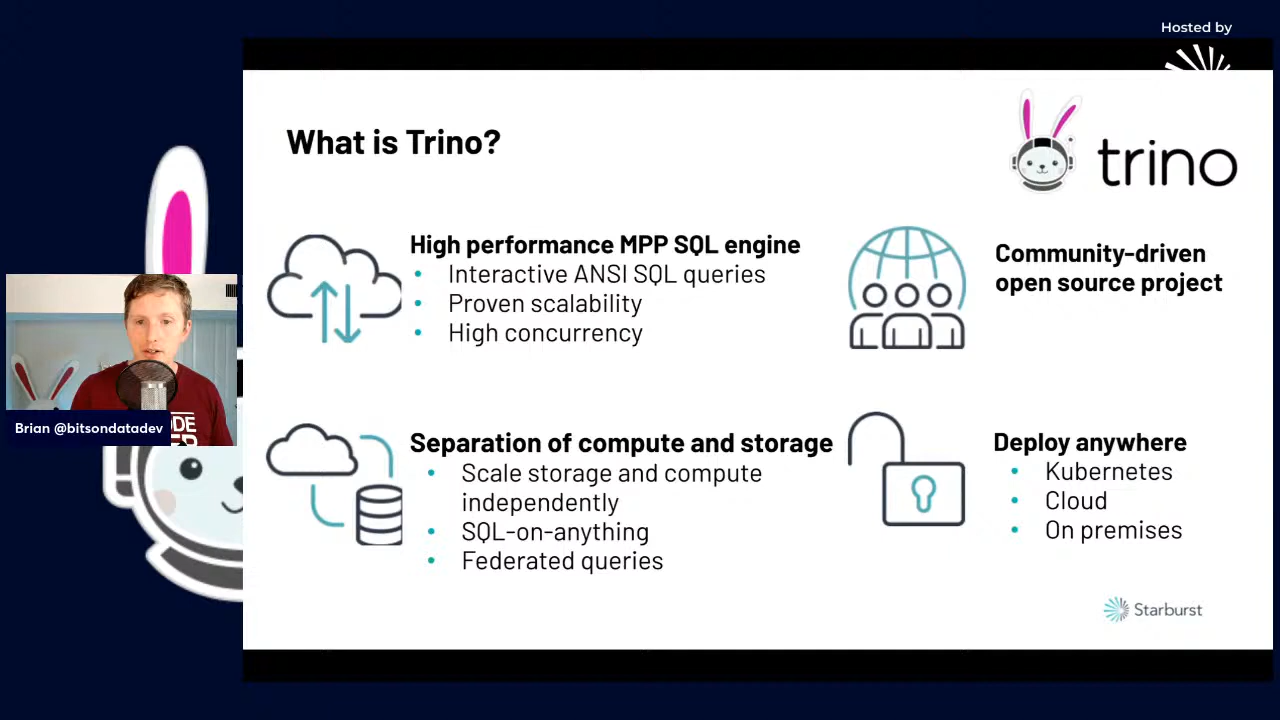 Hosted by
What is Trino?
trino
High performance MPP SQL engine
• Interactive ANSI SQL queries
• Proven scalability
• High concurrency
Community-driven
open source project
Brian @bitsondatadev
Separation of compute and storage
• Scale storage and compute
independently
• SQL-on-anything
• Federated queries
Deploy anywhere
• Kubernetes
• Cloud
• On premises
Starburst